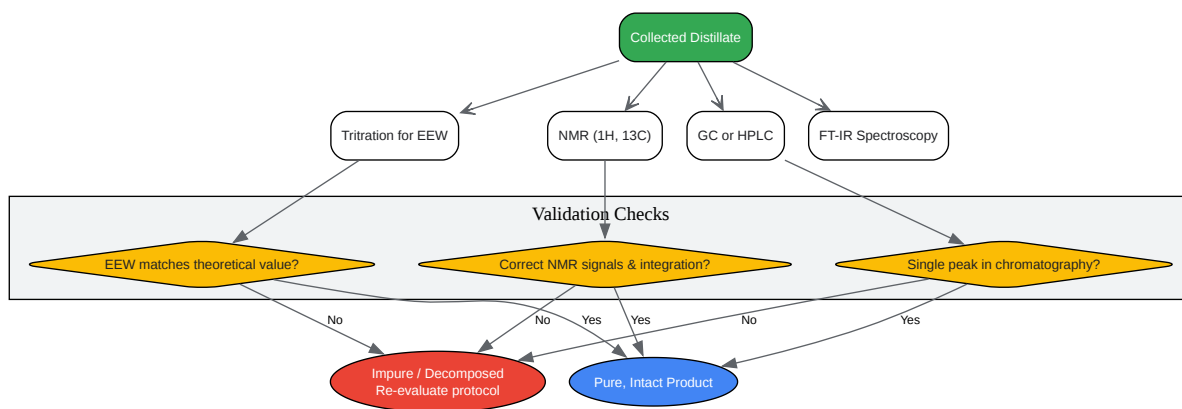 Collected Distillate
Tritration for EEW
NMR (1H, 13C)
GC or HPLC
FT-IR Spectroscopy
Validation Checks
EEW matches theoretical value?
Correct NMR signals & integration?
Single peak in chromatography?
No
Yes
No
Yes
No
Yes
Impure / Decomposed
Re-evaluate protocol
Pure, Intact Product